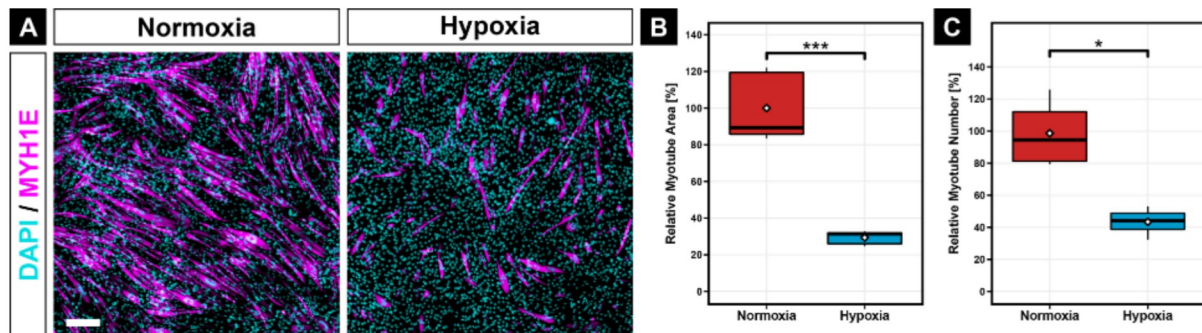 A
Normoxia
Hypoxia
DAPI / MYH1E
B
Relative Myotube Area [%]
140
120
100
80
60
40
20
0
***
Normoxia
Hypoxia
C
Relative Myotube Number [%]
140
120
100
80
60
40
20
0
*
Normoxia
Hypoxia